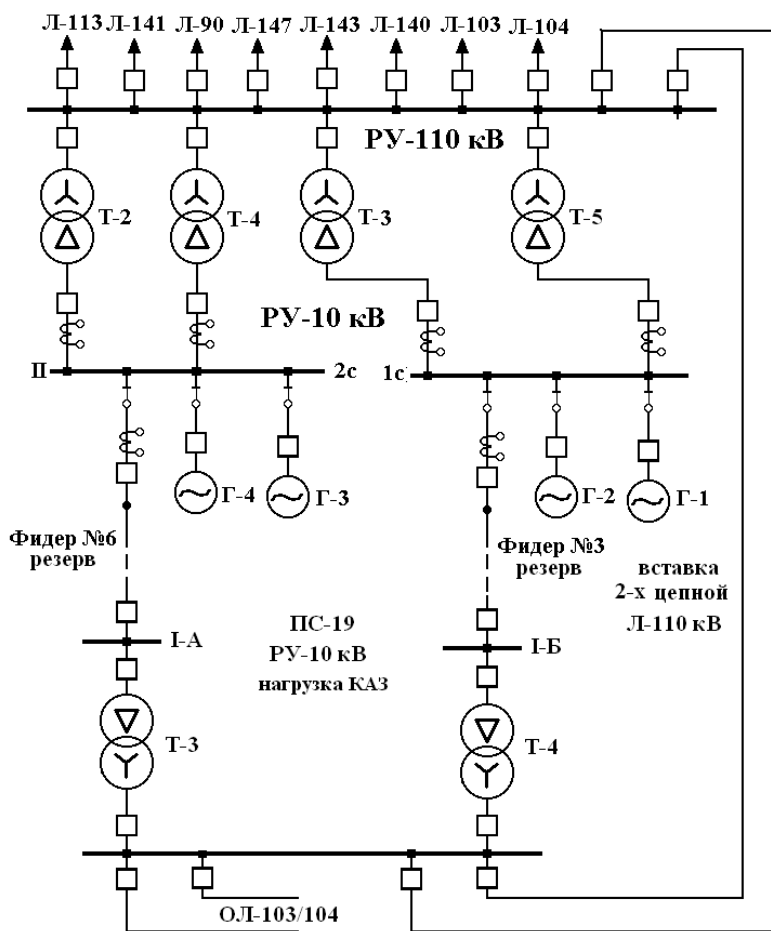 Л-113 Л-141 Л-90 Л-147 Л-143 Л-140 Л-103 Л-104
РУ-110 кВ
Т-2 Т-4 Т-3 Т-5
РУ-10 кВ
II 2с 1с
Г-4 Г-3 Г-2 Г-1
Фидер №6
резерв
Фидер №3
резерв
вставка
2-х цепной
Л-110 кВ
I-А
ПС-19
РУ-10 кВ
нагрузка КАЗ
I-Б
Т-3 Т-4
ОЛ-103/104